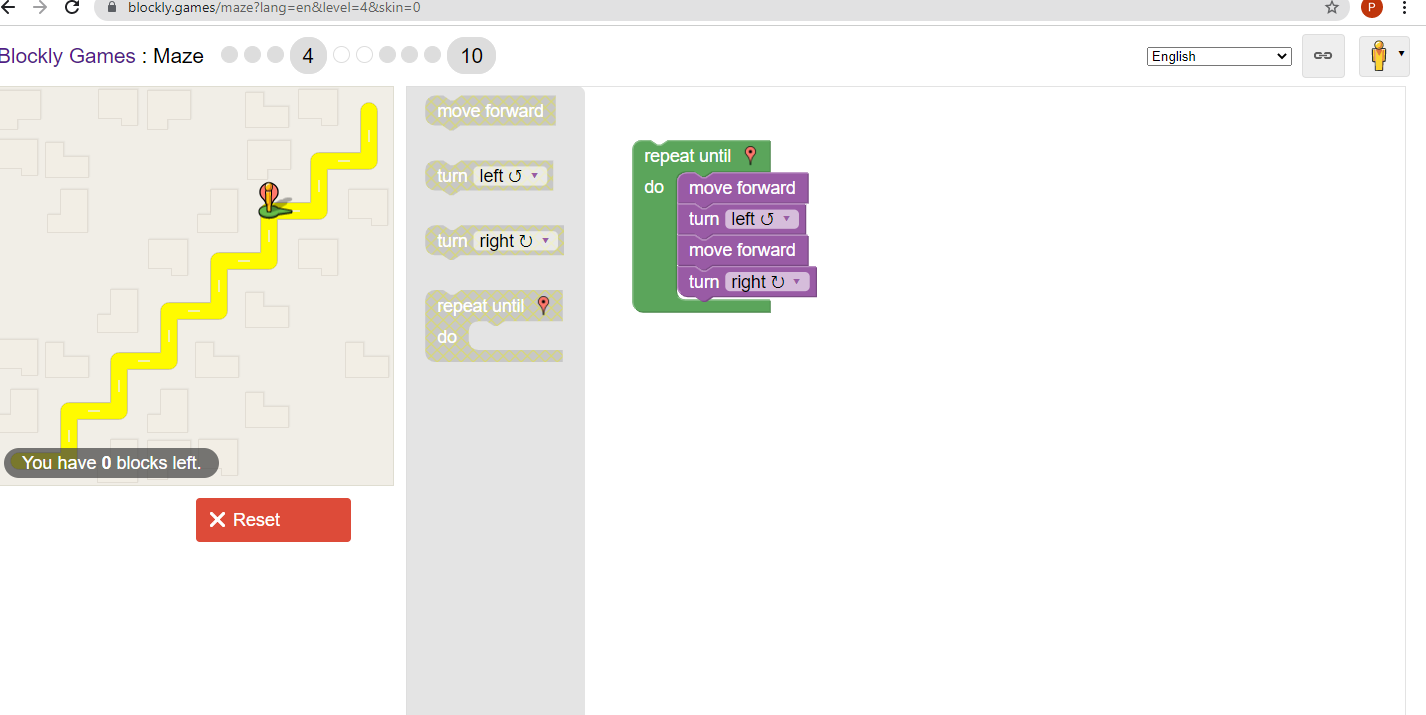 blockly.games/maze?lang=en&level=4&skin=0
P
Blockly Games : Maze 4 10
English
move forward
turn left
turn right
repeat until
do
repeat until
do
move forward
turn left
move forward
turn right
You have 0 blocks left.
Reset